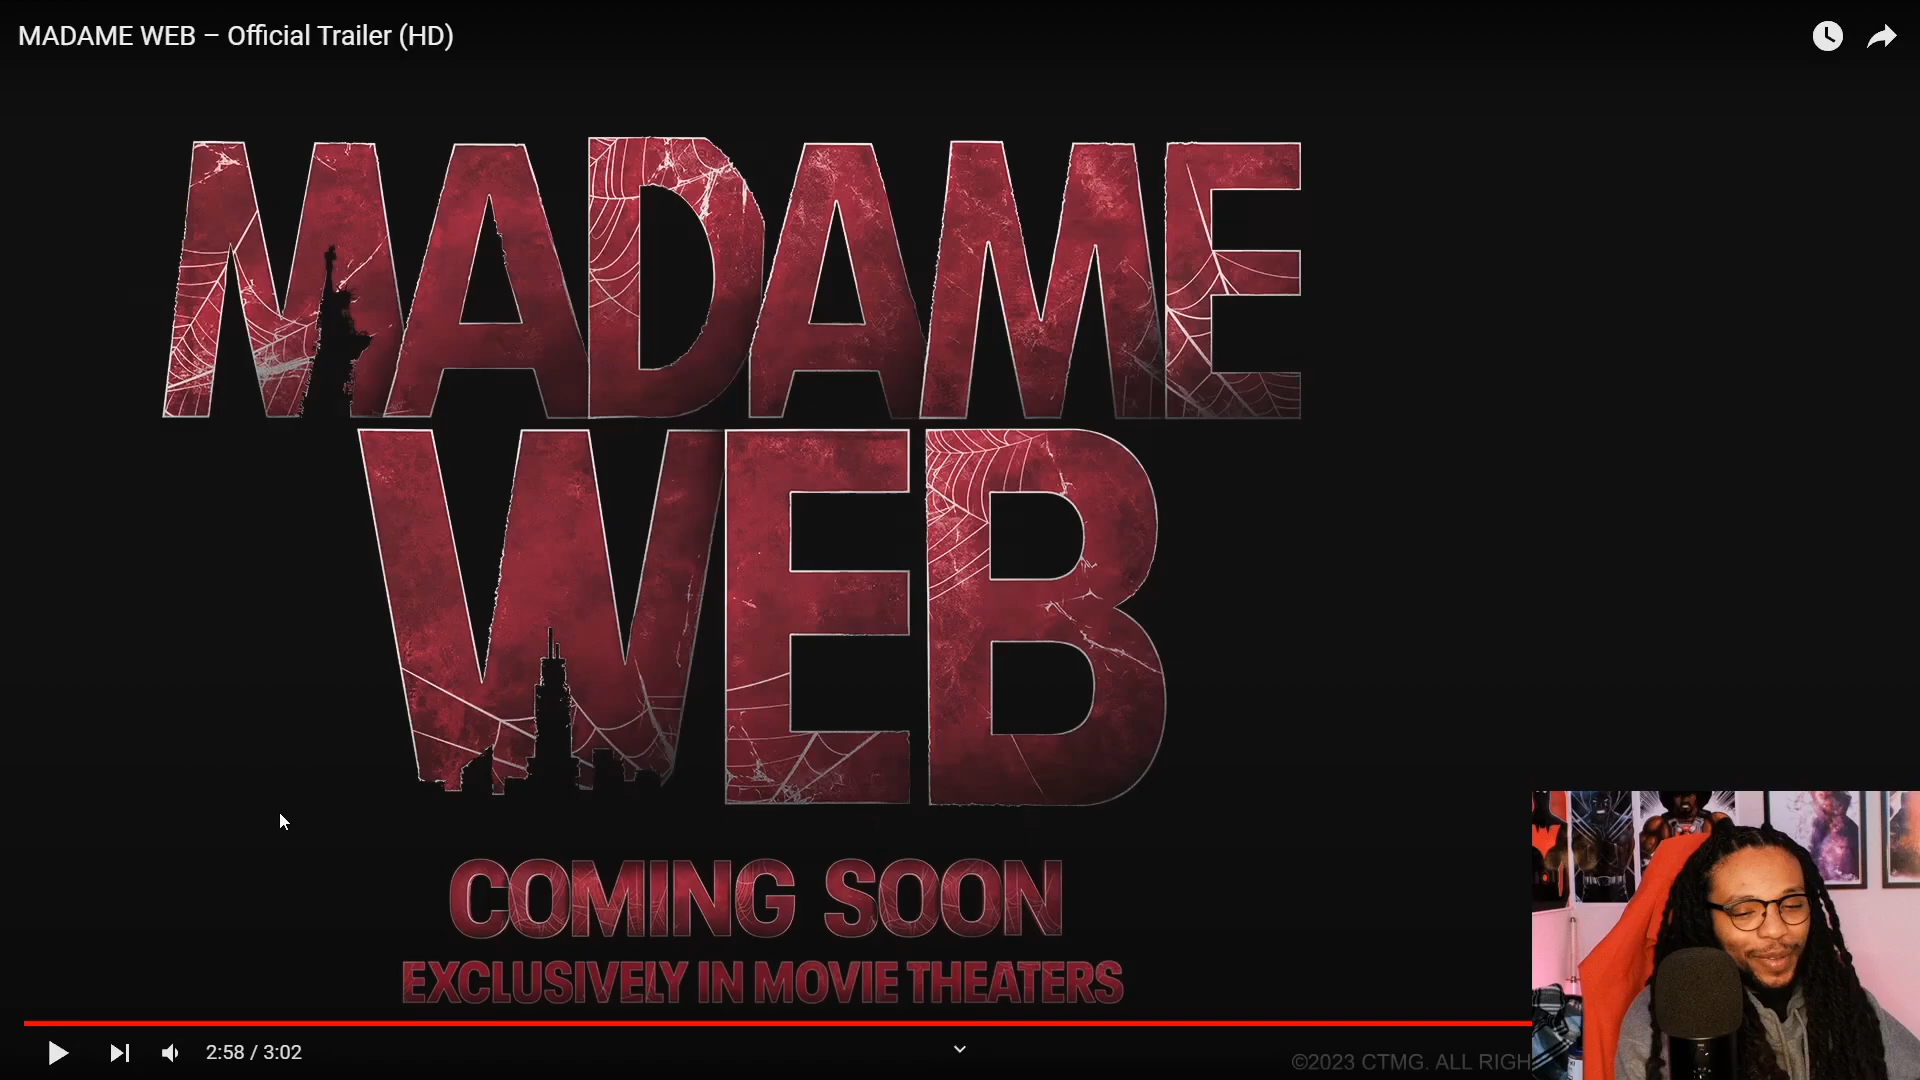 MADAME WEB – Official Trailer (HD)
MADAME
WEB
COMING SOON
EXCLUSIVELY IN MOVIE THEATERS
2:58 / 3:02
©2023 CTMG. ALL RIGH